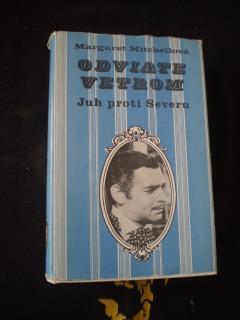 Margaret Mitchellová
ODVIATE
VETROM
Juh proti Severu